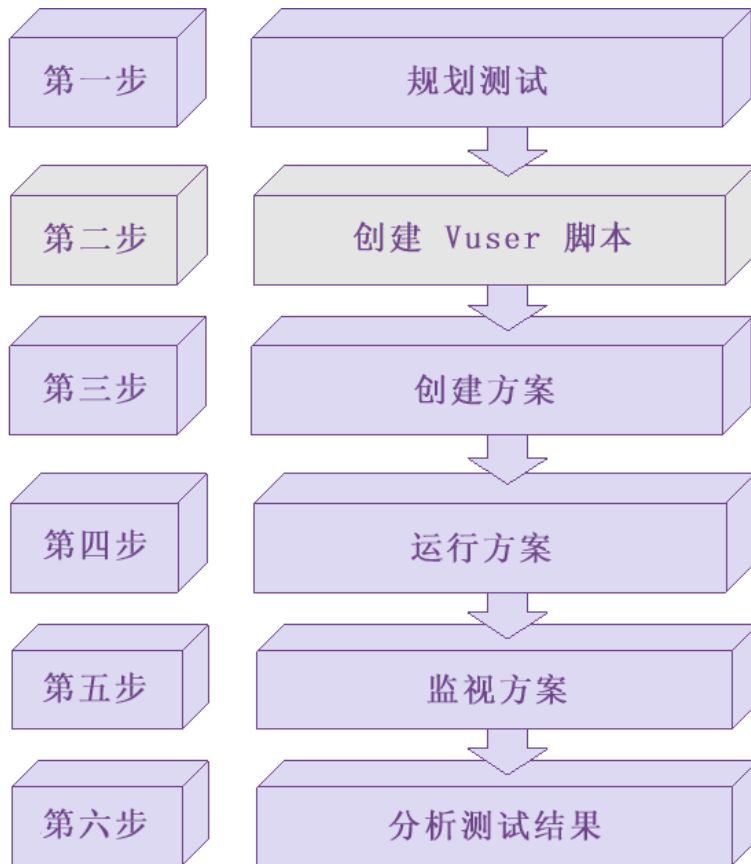 第一步 规划测试
第二步 创建 Vuser 脚本
第三步 创建方案
第四步 运行方案
第五步 监视方案
第六步 分析测试结果